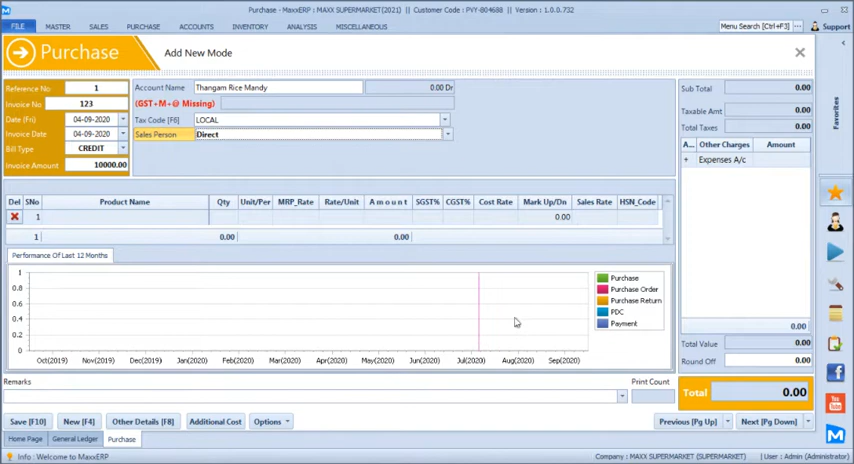 Purchase - MaxxERP : MAXX SUPERMARKET(2021) | Customer Code : PVY-804688 | Version : 1.0.0.732
FILE MASTER SALES PURCHASE ACCOUNTS INVENTORY ANALYSIS MISCELLANEOUS Menu Search [Ctrl+F3] ... Support
Purchase Add New Mode
Reference No 1 Account Name Thangam Rice Mandy 0.00 Dr
Invoice No 123 (GST+M+@ Missing)
Date (Fri) 04-09-2020 Tax Code [F6] LOCAL
Invoice Date 04-09-2020 Sales Person Direct
Bill Type CREDIT
Invoice Amount 10000.00
Sub Total 0.00
Taxable Amt 0.00
Total Taxes 0.00
A... Other Charges Amount
+ Expenses A/c
Favorites
Del SNo Product Name Qty Unit/Per MRP_Rate Rate/Unit A m o u n t SGST% CGST% Cost Rate Mark Up/Dn Sales Rate HSN_Code
1 0.00
1 0.00 0.00
Performance Of Last 12 Months
1
0.8
0.6
0.4
0.2
0
Oct(2019) Nov(2019) Dec(2019) Jan(2020) Feb(2020) Mar(2020) Apr(2020) May(2020) Jun(2020) Jul(2020) Aug(2020) Sep(2020)
Purchase
Purchase Order
Purchase Return
PDC
Payment
0.00
Total Value 0.00
Round Off 0.00
Remarks Print Count
Total 0.00
Save [F10] New [F4] Other Details [F8] Additional Cost Options Previous [Pg Up] Next [Pg Down]
Home Page General Ledger Purchase
You Tube
Info : Welcome to MaxxERP Company : MAXX SUPERMARKET (SUPERMARKET) | User : Admin (Administrator)